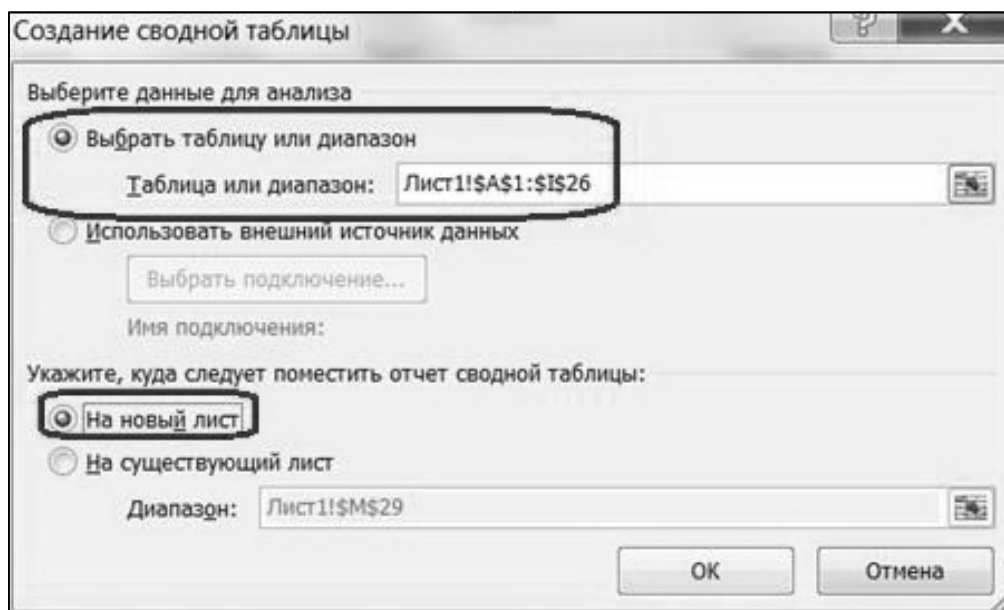 Создание сводной таблицы
Выберите данные для анализа
Выбрать таблицу или диапазон
Таблица или диапазон: Лист1!$A$1:$I$26
Использовать внешний источник данных
Выбрать подключение...
Имя подключения:
Укажите, куда следует поместить отчет сводной таблицы:
На новый лист
На существующий лист
Диапазон: Лист1!$M$29
ОК Отмена